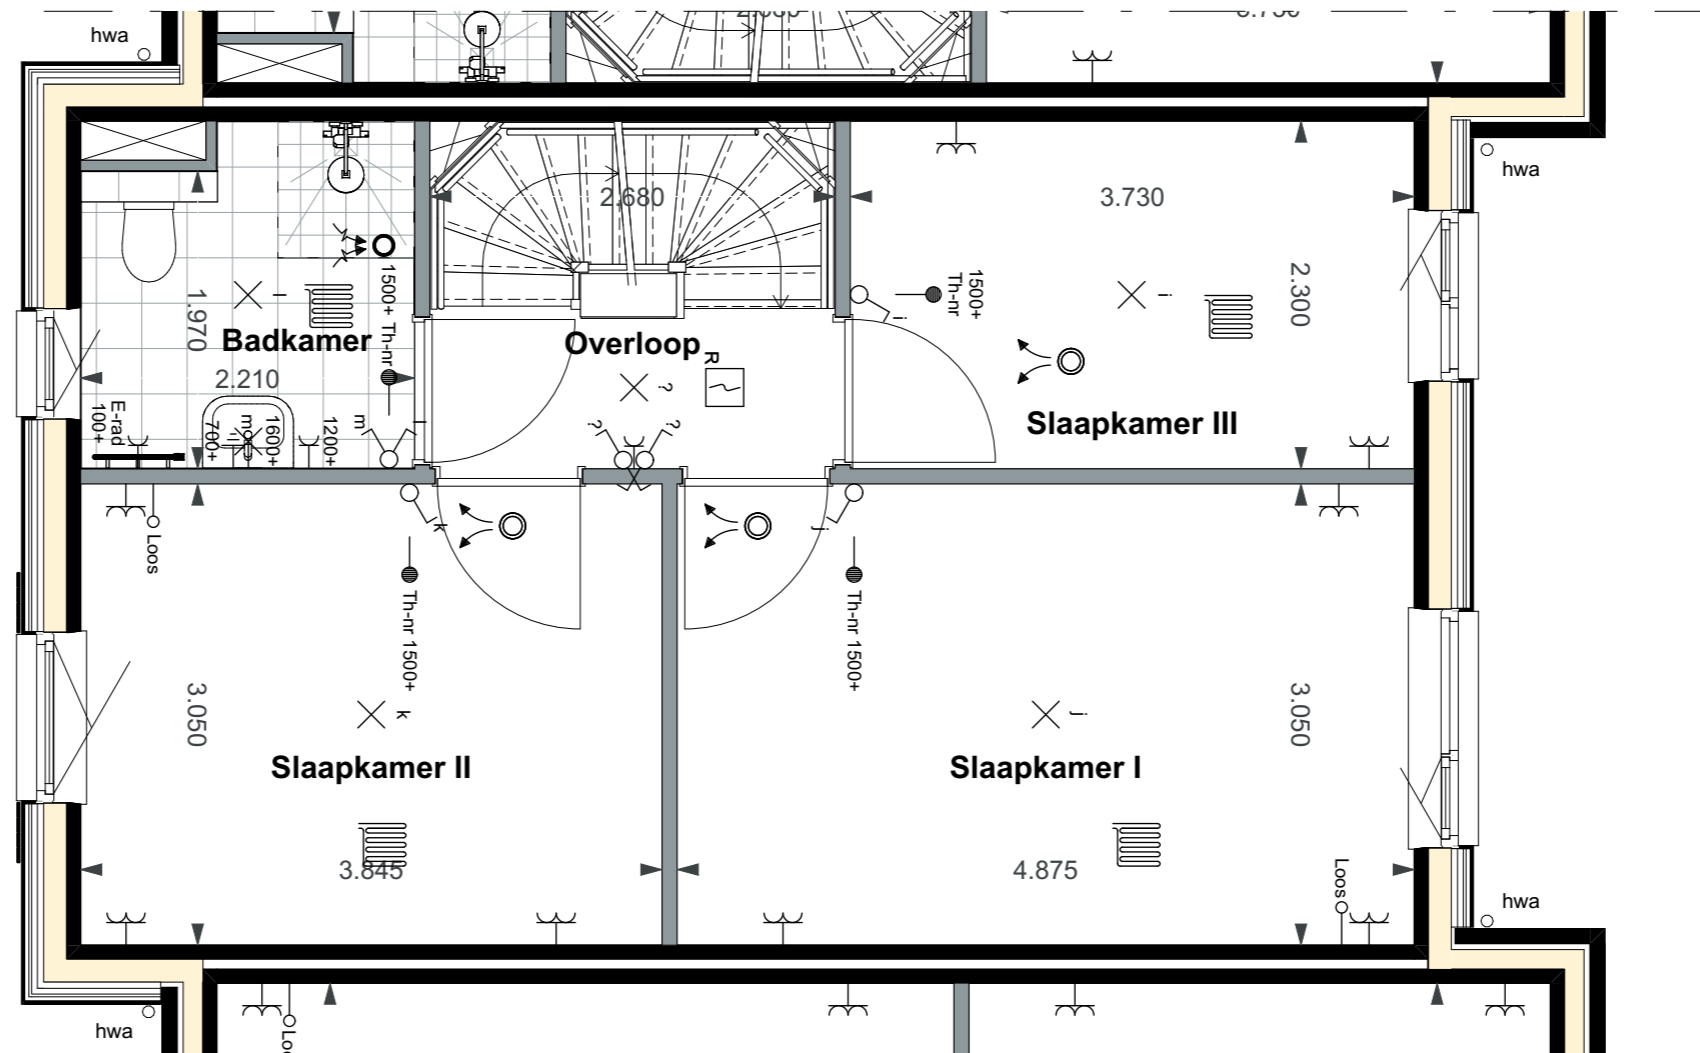 hwa
hwa
2.680
3.730
2.300
1500+
Th-nr
i
i
1500+ Th-nr
l
1.970
Badkamer
2.210
Overloop
R
?
?
?
Slaapkamer III
E-rad
100+
700+
m
1600+
1200+
m
l
k
j
Loos
Th-nr 1500+
Th-nr 1500+
3.050
k
j
3.050
Slaapkamer II
Slaapkamer I
3.845
4.875
Loos
hwa
hwa